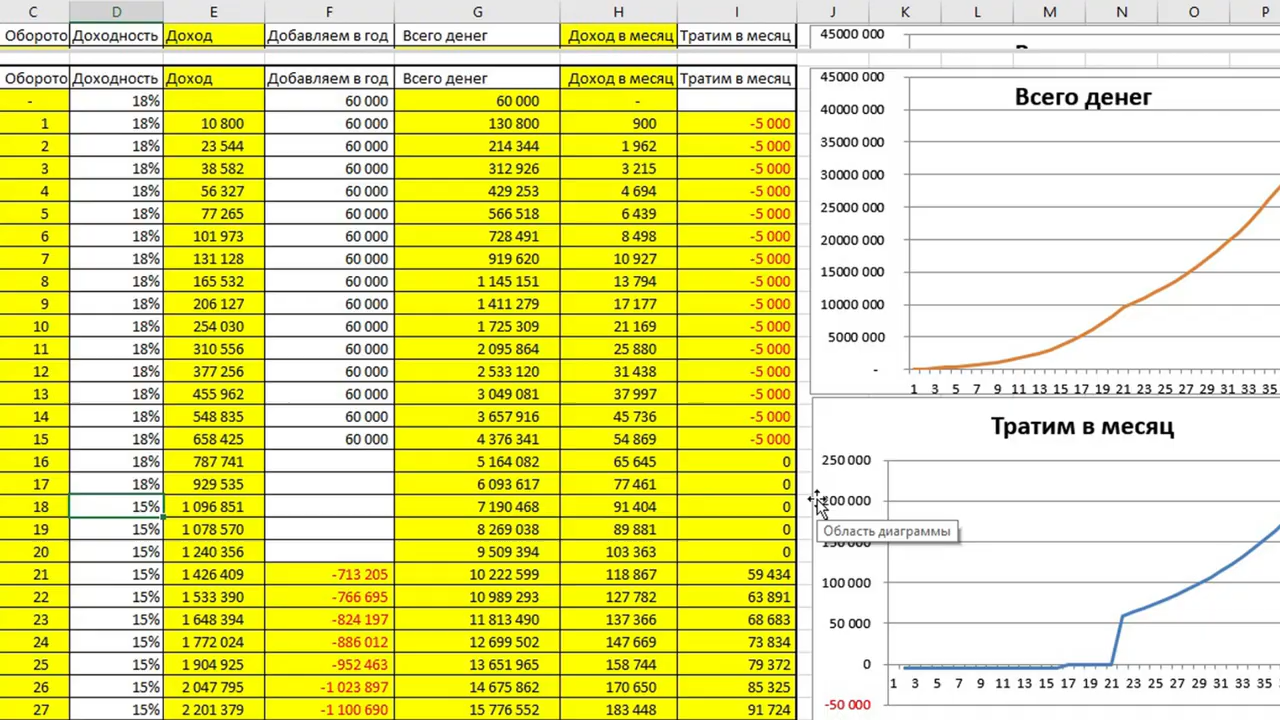 C D E F G H I J K L M N O P
Оборото Доходность Доход Добавляем в год Всего денег Доход в месяц Тратим в месяц
Оборото Доходность Доход Добавляем в год Всего денег Доход в месяц Тратим в месяц
- 18% 60 000 60 000 -
1 18% 10 800 60 000 130 800 900 -5 000
2 18% 23 544 60 000 214 344 1 962 -5 000
3 18% 38 582 60 000 312 926 3 215 -5 000
4 18% 56 327 60 000 429 253 4 694 -5 000
5 18% 77 265 60 000 566 518 6 439 -5 000
6 18% 101 973 60 000 728 491 8 498 -5 000
7 18% 131 128 60 000 919 620 10 927 -5 000
8 18% 165 532 60 000 1 145 151 13 794 -5 000
9 18% 206 127 60 000 1 411 279 17 177 -5 000
10 18% 254 030 60 000 1 725 309 21 169 -5 000
11 18% 310 556 60 000 2 095 864 25 880 -5 000
12 18% 377 256 60 000 2 533 120 31 438 -5 000
13 18% 455 962 60 000 3 049 081 37 997 -5 000
14 18% 548 835 60 000 3 657 916 45 736 -5 000
15 18% 658 425 60 000 4 376 341 54 869 -5 000
16 18% 787 741 5 164 082 65 645 0
17 18% 929 535 6 093 617 77 461 0
18 15% 1 096 851 7 190 468 91 404 0
19 15% 1 078 570 8 269 038 89 881 0
20 15% 1 240 356 9 509 394 103 363 0
21 15% 1 426 409 -713 205 10 222 599 118 867 59 434
22 15% 1 533 390 -766 695 10 989 293 127 782 63 891
23 15% 1 648 394 -824 197 11 813 490 137 366 68 683
24 15% 1 772 024 -886 012 12 699 502 147 669 73 834
25 15% 1 904 925 -952 463 13 651 965 158 744 79 372
26 15% 2 047 795 -1 023 897 14 675 862 170 650 85 325
27 15% 2 201 379 -1 100 690 15 776 552 183 448 91 724
45000 000
Всего денег
45000 000
40000 000
35000 000
30000 000
25000 000
20000 000
15000 000
10000 000
5000 000
-
1 3 5 7 9 11 13 15 17 19 21 23 25 27 29 31 33 35
Тратим в месяц
250 000
Область диаграммы
100 000
50 000
0
-50 000
1 3 5 7 9 11 13 15 17 19 21 23 25 27 29 31 33 35